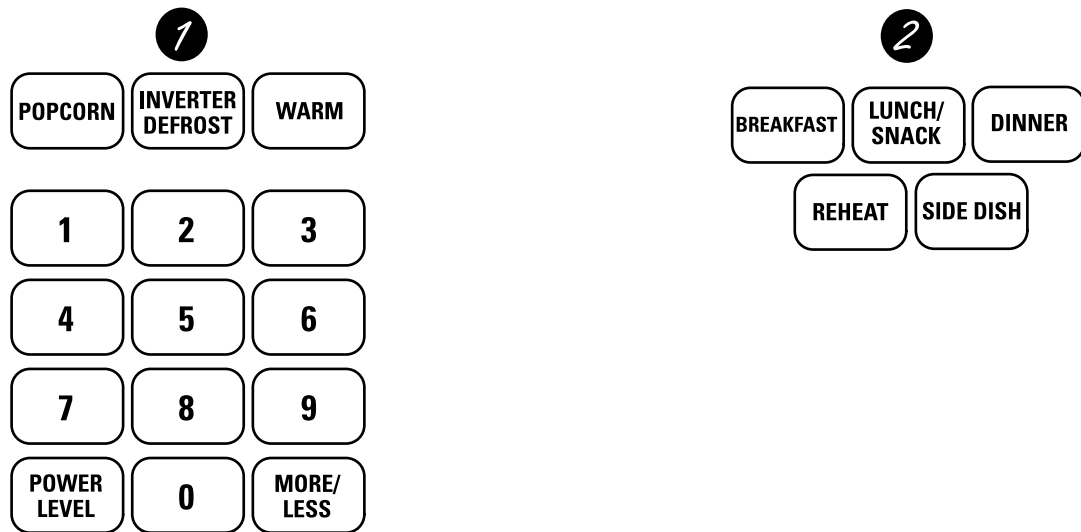 1
POPCORN
INVERTER
DEFROST
WARM
1
2
3
4
5
6
7
8
9
POWER
LEVEL
0
MORE/
LESS
2
BREAKFAST
LUNCH/
SNACK
DINNER
REHEAT
SIDE DISH